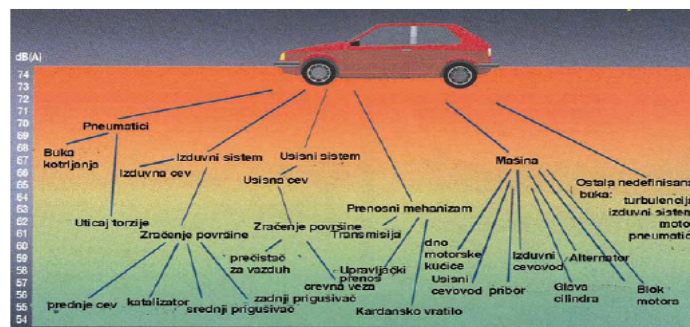 dB(A)
74
73
72
71
70
69
68
67
66
65
64
63
62
61
60
59
58
57
56
55
54
Pneumatici
Buka
kotrljanja
Izduvna cev
Izduvni sistem
Usisni sistem
Usisna cev
Mašina
Ostala nedefinisana
buka:
turbulencija
izduvni sistem
motor
pneumatici
Uticaj torzije
Zračenje površine
Zračenje površine
Prenosni mehanizam
Transmisija
prečistač
za vazduh
Upravljački
prenos
crevna veza
dno
motorske
kućice
Usisni
cevovod
pribor
Izduvni
cevovod
Alternator
Glava
cilindra
Blok
motora
prednje cev
katalizator
srednji prigušivač
zadnji prigušivač
Kardansko vratilo